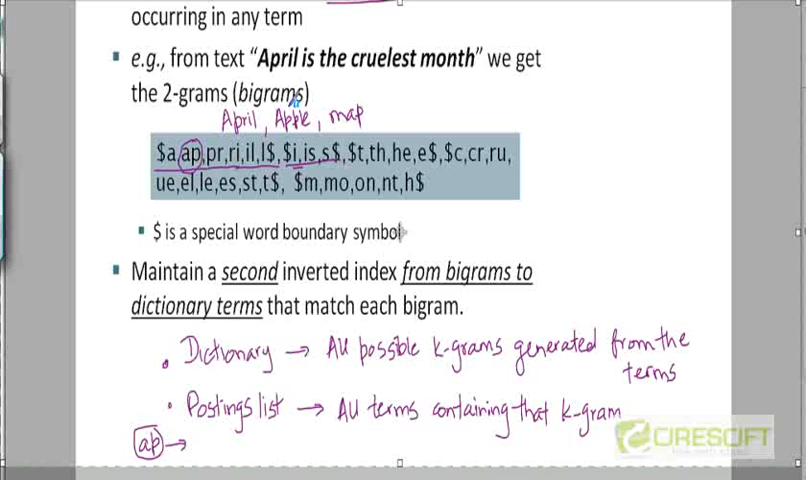 occurring in any term
▪ e.g., from text "April is the cruelest month" we get
the 2-grams (bigrams)
April , Apple , map
$a,ap,pr,ri,il,l$,$i,is,s$,$t,th,he,e$,$c,cr,ru,
ue,el,le,es,st,t$, $m,mo,on,nt,h$
▪ $ is a special word boundary symbol
▪ Maintain a second inverted index from bigrams to
dictionary terms that match each bigram.
• Dictionary → All possible k-grams generated from the
terms
• Postings list → All terms containing that k-gram
ap →